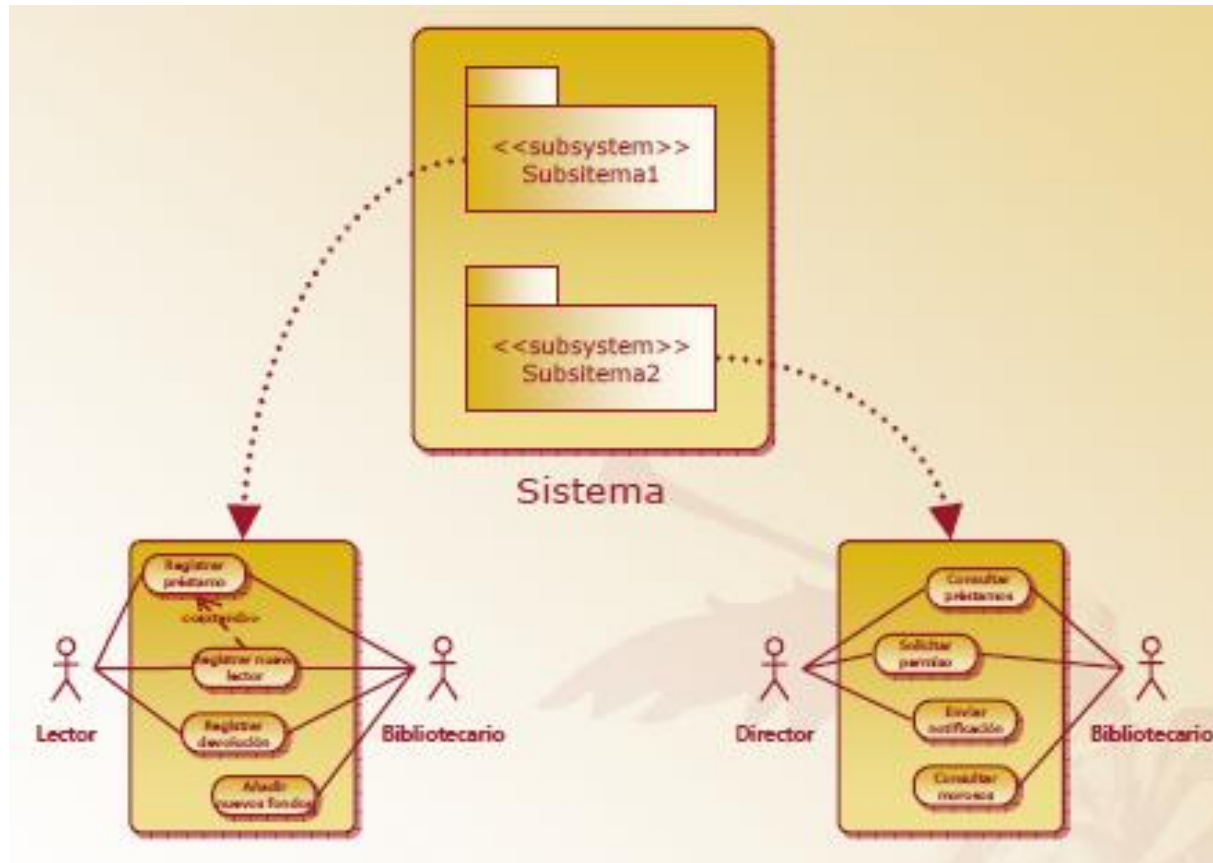 <<subsystem>>
Subsitema1
<<subsystem>>
Subsitema2
Sistema
Registrar
préstamo
<<extend>>
Registrar nuevo
lector
Registrar
devolución
Añadir
nuevos fondos
Lector
Bibliotecario
Consultar
préstamos
Solicitar
permiso
Enviar
notificación
Consultar
morosos
Director
Bibliotecario